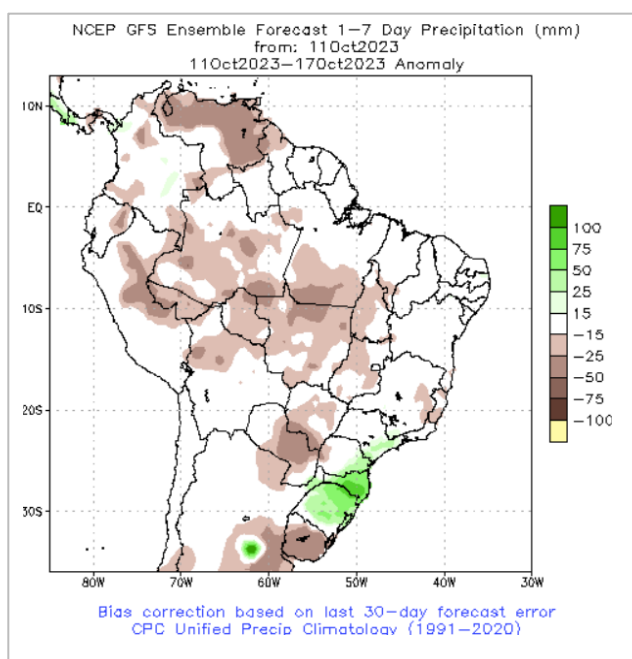 NCEP GFS Ensemble Forecast 1–7 Day Precipitation (mm)
from: 11Oct2023
11Oct2023–17Oct2023 Anomaly
10N
EQ
10S
20S
30S
80W 70W 60W 50W 40W 30W
100
75
50
25
15
−15
−25
−50
−75
−100
Bias correction based on last 30–day forecast error
CPC Unified Precip Climatology (1991–2020)